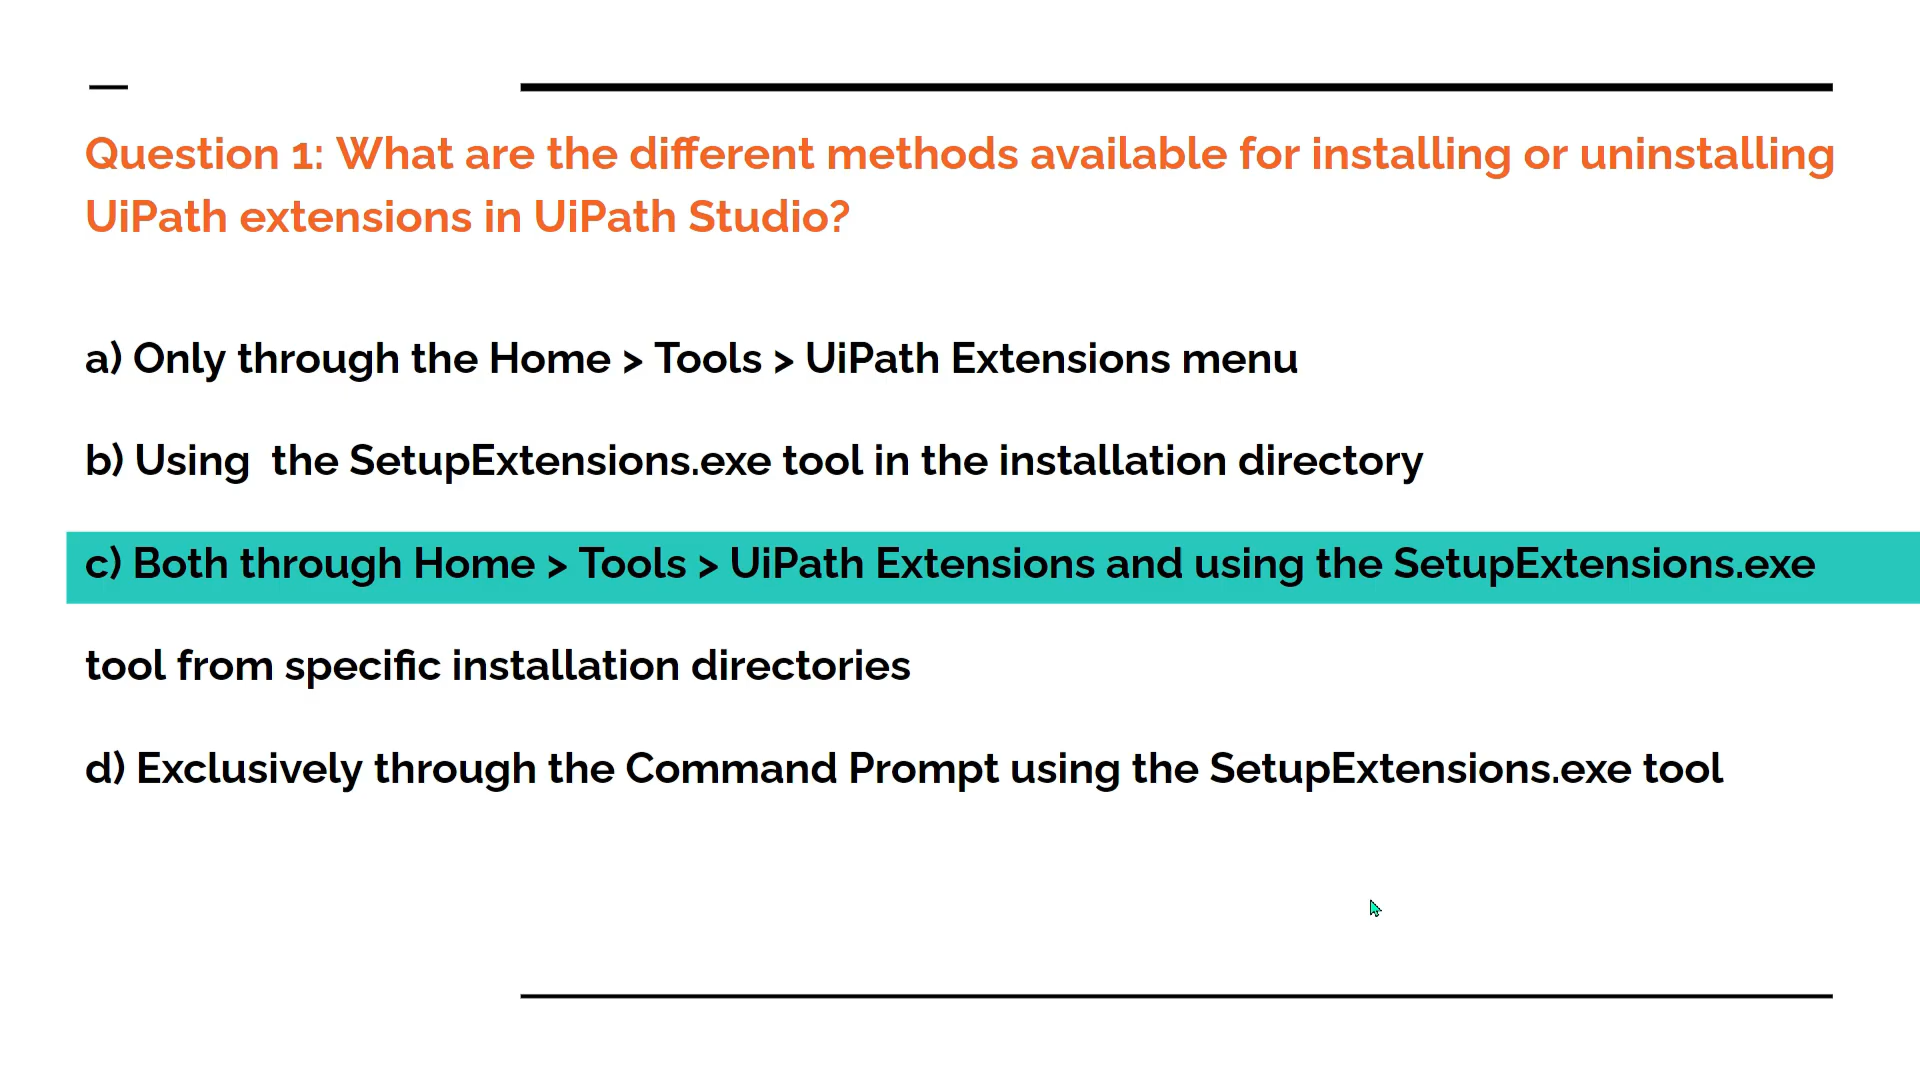 Question 1: What are the different methods available for installing or uninstalling
UiPath extensions in UiPath Studio?
a) Only through the Home > Tools > UiPath Extensions menu
b) Using  the SetupExtensions.exe tool in the installation directory
c) Both through Home > Tools > UiPath Extensions and using the SetupExtensions.exe
tool from specific installation directories
d) Exclusively through the Command Prompt using the SetupExtensions.exe tool